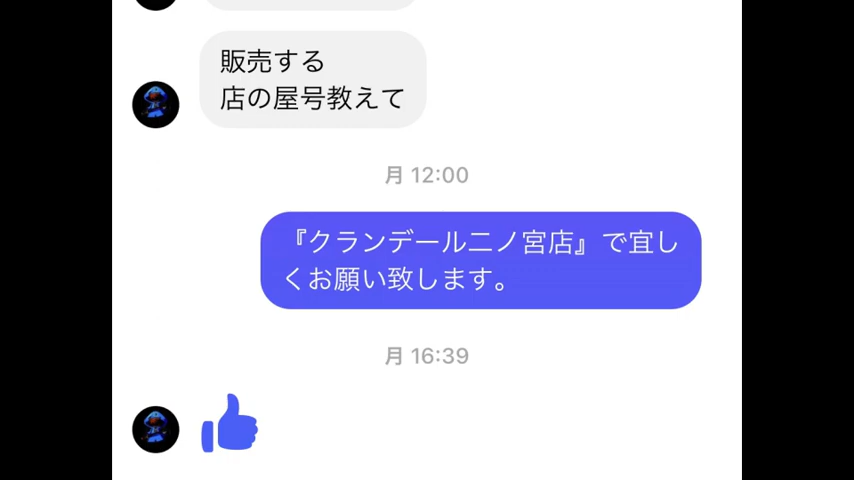 販売する
店の屋号教えて
月 12:00
『クランデール二ノ宮店』で宜し
くお願い致します。
月 16:39